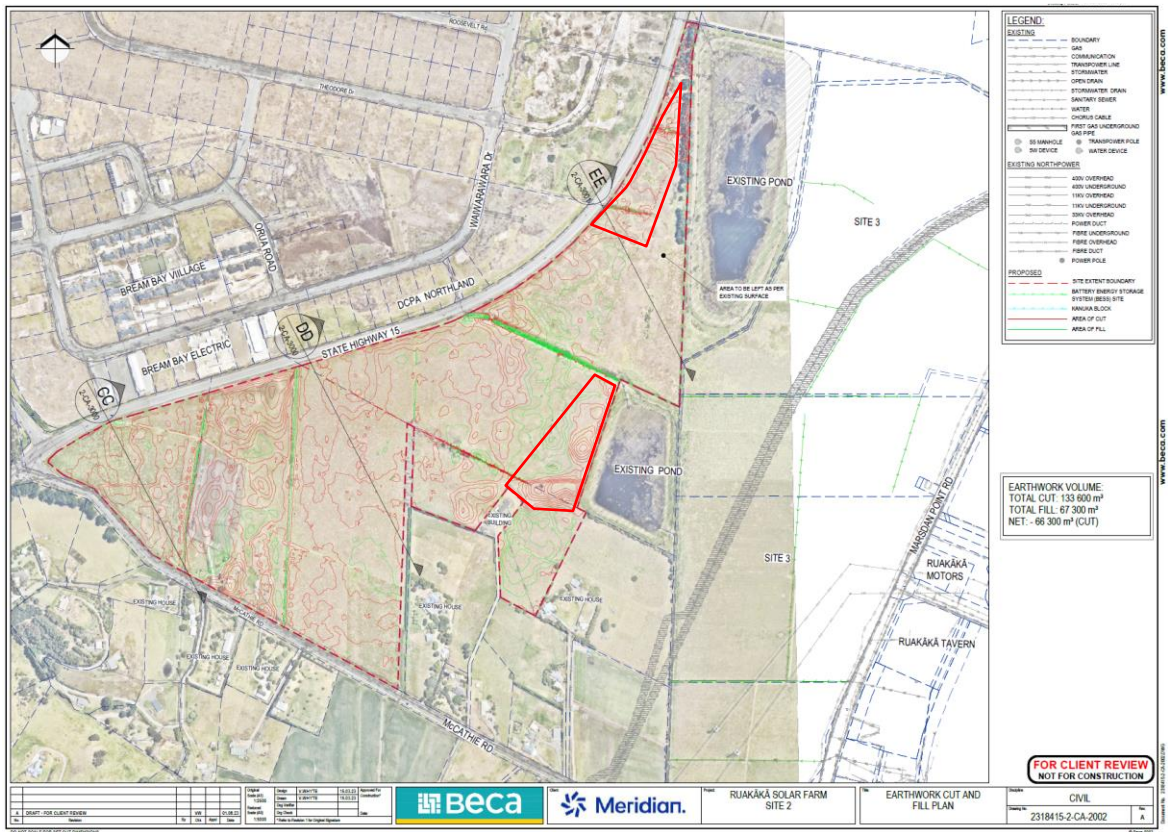 ROOSEVELT Rd
THEODORE Dr
WAIWARAWARA Dr
ORUA ROAD
BREAM BAY VIILLAGE
DCPA NORTHLAND
STATE HIGHWAY 15
BREAM BAY ELECTRIC
CC
DD
EE
EXISTING POND
SITE 3
AREA TO BE LEFT AS PER
EXISTING SURFACE
EXISTING POND
EXISTING
BUILDING
SITE 3
MARSDAN POINT RD
RUAKĀKĀ
MOTORS
RUAKĀKĀ TAVERN
EXISTING HOUSE
EXISTING HOUSE
EXISTING HOUSE
EXISTING HOUSE
EXISTING HOUSE
McCATHIE RD
McCATHIE RD
LEGEND:
EXISTING
BOUNDARY
GAS
COMMUNICATION
TRANSPOWER LINE
STORMWATER
OPEN DRAIN
STORMWATER DRAIN
SANITARY SEWER
WATER
CHORUS CABLE
FIRST GAS UNDERGROUND
GAS PIPE
SS MANHOLE
TRANSPOWER POLE
SW DEVICE
WATER DEVICE
EXISTING NORTHPOWER
400V OVERHEAD
400V UNDERGROUND
11KV OVERHEAD
11KV UNDERGROUND
33KV OVERHEAD
POWER DUCT
FIBRE UNDERGROUND
FIBRE OVERHEAD
FIBRE DUCT
POWER POLE
PROPOSED
SITE EXTENT BOUNDARY
BATTERY ENERGY STORAGE
SYSTEM (BESS) SITE
KANUKA BLOCK
AREA OF CUT
AREA OF FILL
EARTHWORK VOLUME:
TOTAL CUT: 133 600 m³
TOTAL FILL: 67 300 m³
NET: - 66 300 m³ (CUT)
www.beca.com
www.beca.com
FOR CLIENT REVIEW
NOT FOR CONSTRUCTION
A DRAFT - FOR CLIENT REVIEW
Beca
Meridian.
RUAKĀKĀ SOLAR FARM
SITE 2
EARTHWORK CUT AND
FILL PLAN
CIVIL
2318415-2-CA-2002
A